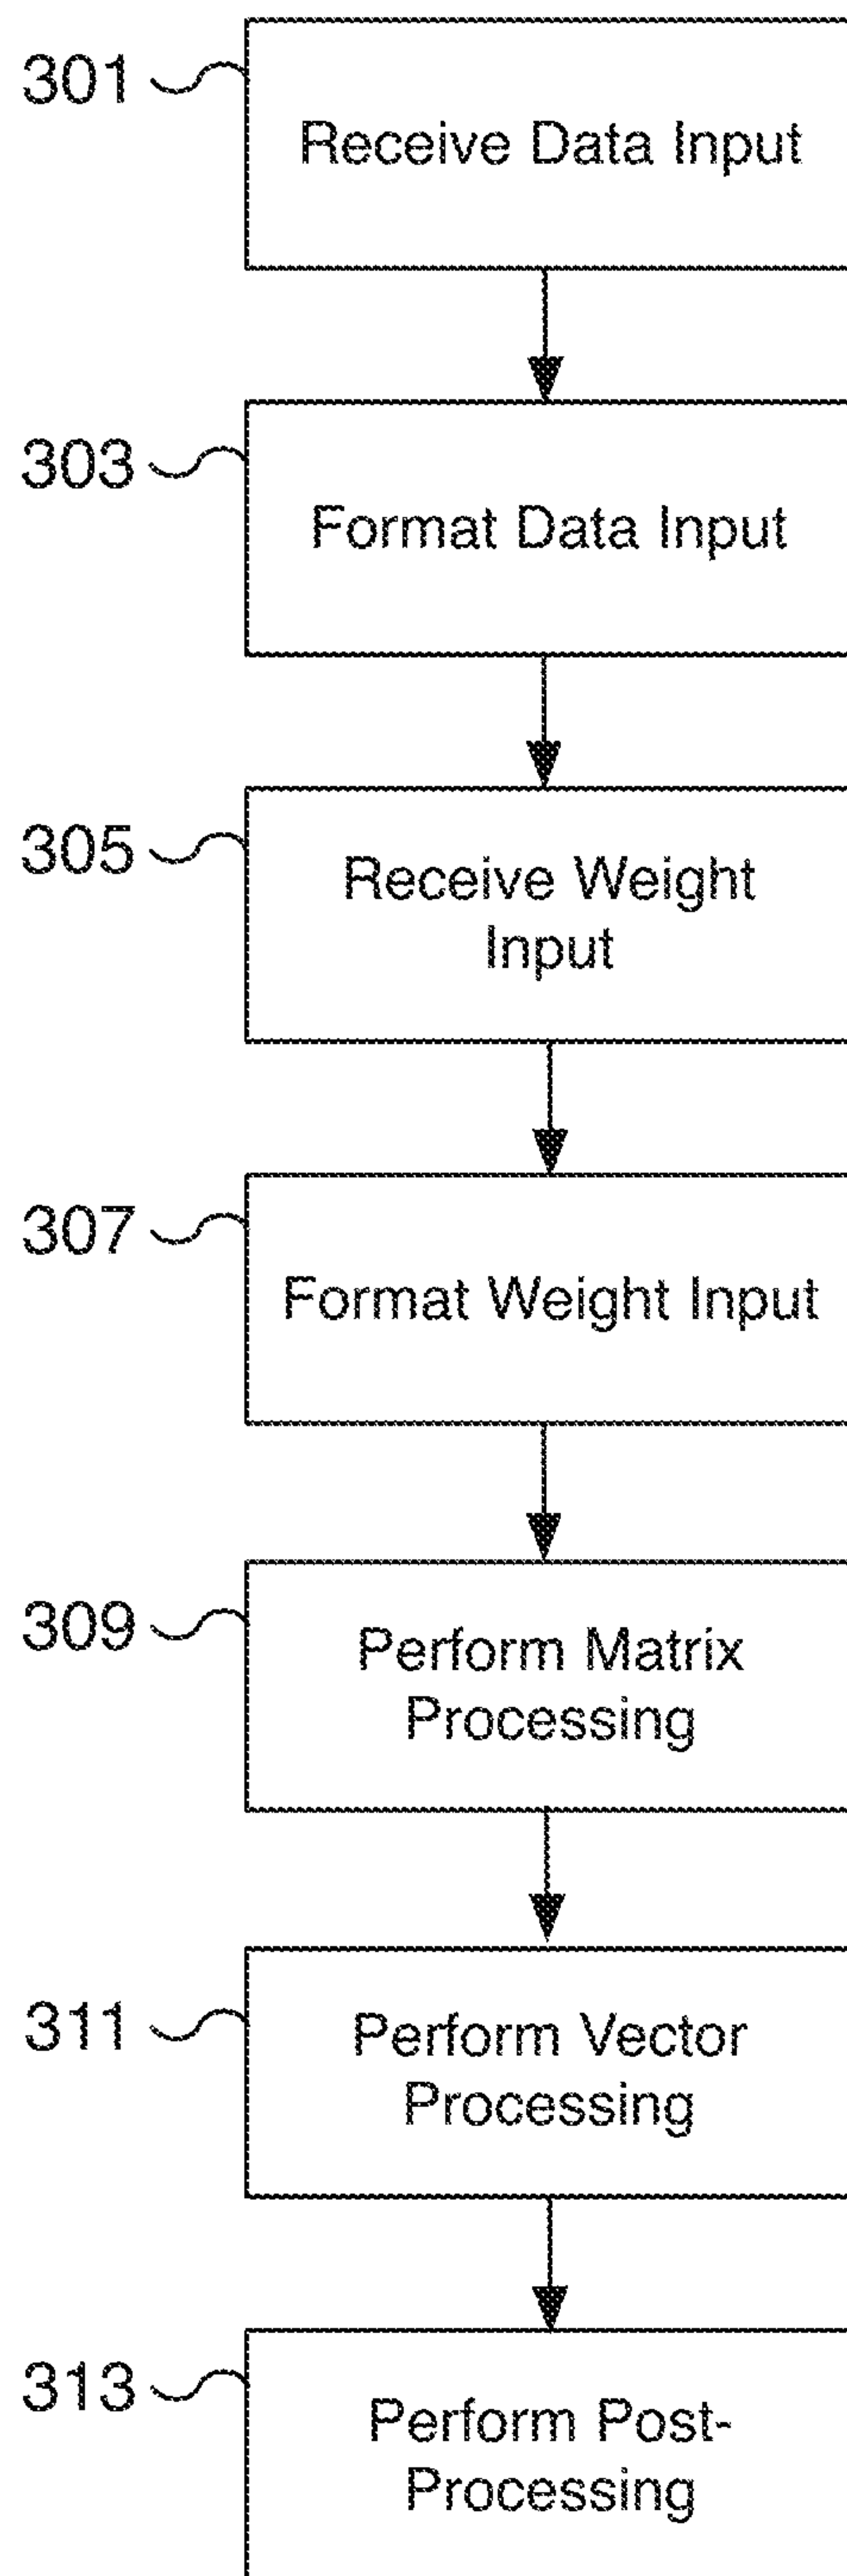 301
Receive Data Input
303
Format Data Input
305
Receive Weight
Input
307
Format Weight Input
309
Perform Matrix
Processing
311
Perform Vector
Processing
313
Perform Post-
Processing